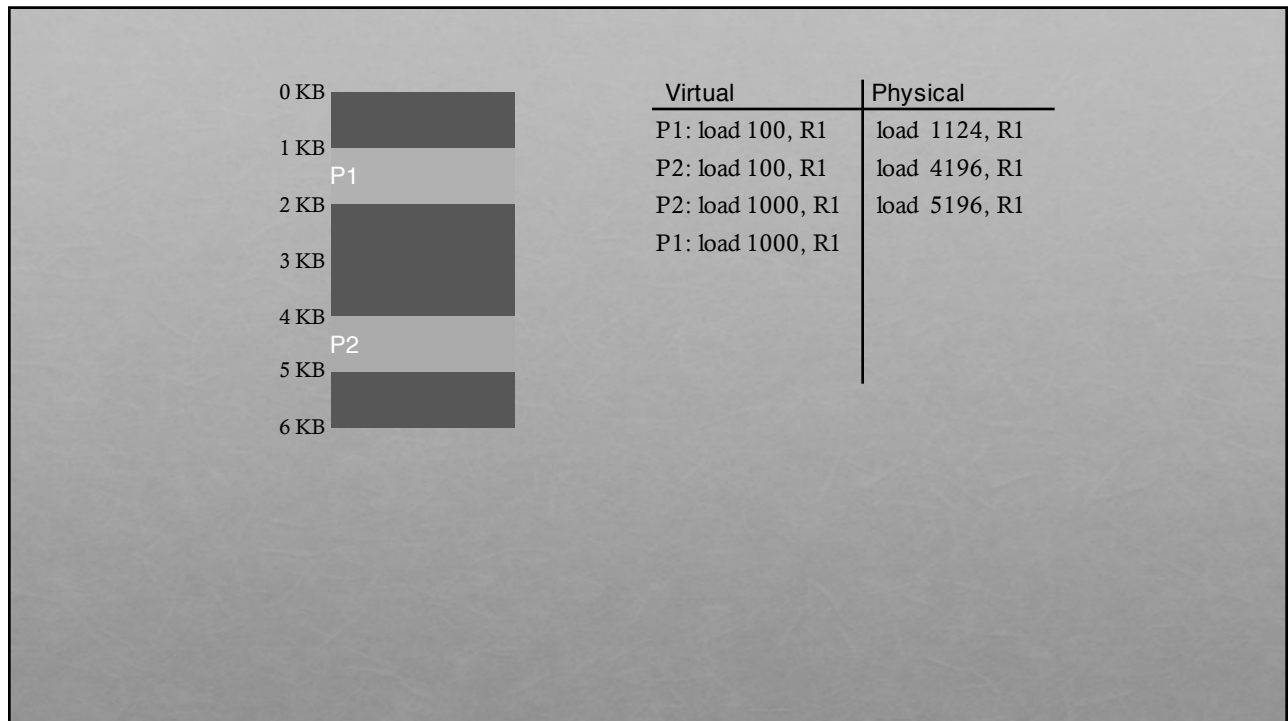 0 KB
1 KB
P1
2 KB
3 KB
4 KB
P2
5 KB
6 KB
Virtual Physical
P1: load 100, R1 load 1124, R1
P2: load 100, R1 load 4196, R1
P2: load 1000, R1 load 5196, R1
P1: load 1000, R1